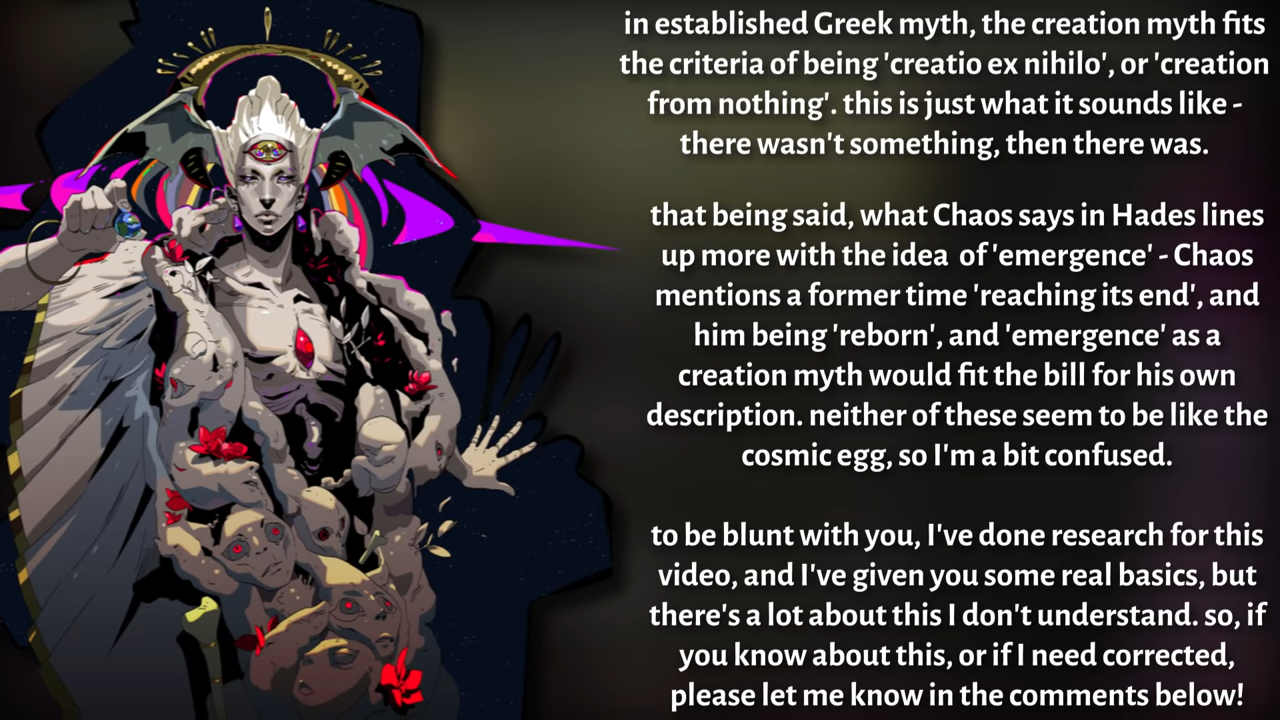 in established Greek myth, the creation myth fits
the criteria of being 'creatio ex nihilo', or 'creation
from nothing'. this is just what it sounds like -
there wasn't something, then there was.
that being said, what Chaos says in Hades lines
up more with the idea of 'emergence' - Chaos
mentions a former time 'reaching its end', and
him being 'reborn', and 'emergence' as a
creation myth would fit the bill for his own
description. neither of these seem to be like the
cosmic egg, so I'm a bit confused.
to be blunt with you, I've done research for this
video, and I've given you some real basics, but
there's a lot about this I don't understand. so, if
you know about this, or if I need corrected,
please let me know in the comments below!